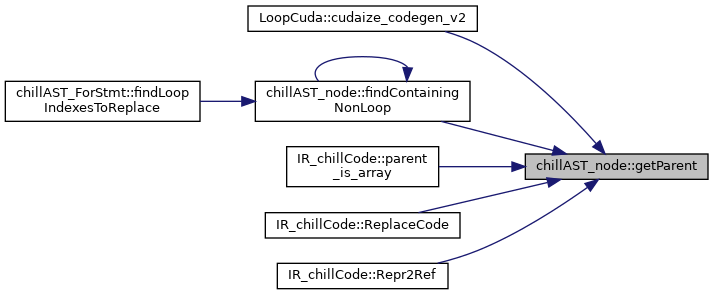 LoopCuda::cudaize_codegen_v2
chillAST_ForStmt::findLoop
IndexesToReplace
chillAST_node::findContaining
NonLoop
IR_chillCode::parent
_is_array
chillAST_node::getParent
IR_chillCode::ReplaceCode
IR_chillCode::Repr2Ref